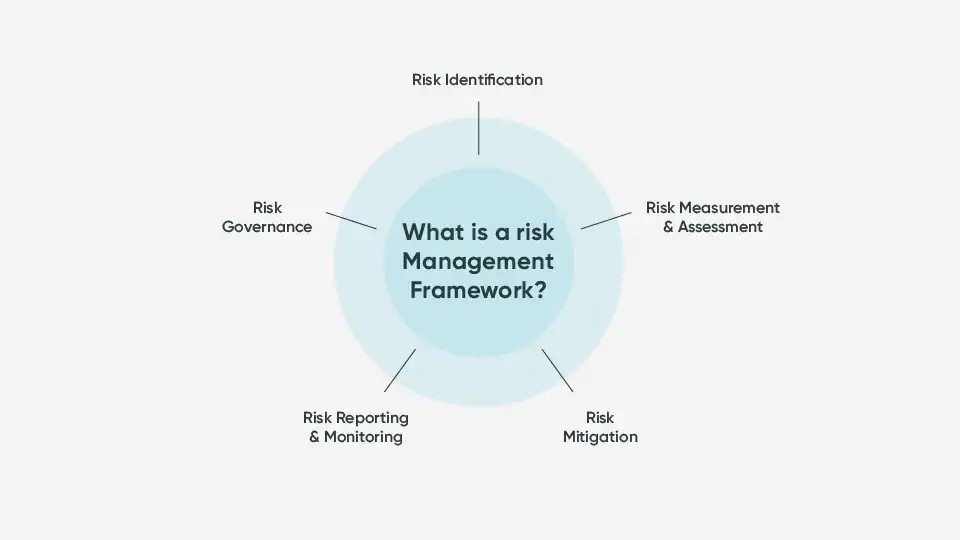 Risk Identification
Risk
Governance
Risk Measurement
& Assessment
What is a risk
Management
Framework?
Risk Reporting
& Monitoring
Risk
Mitigation